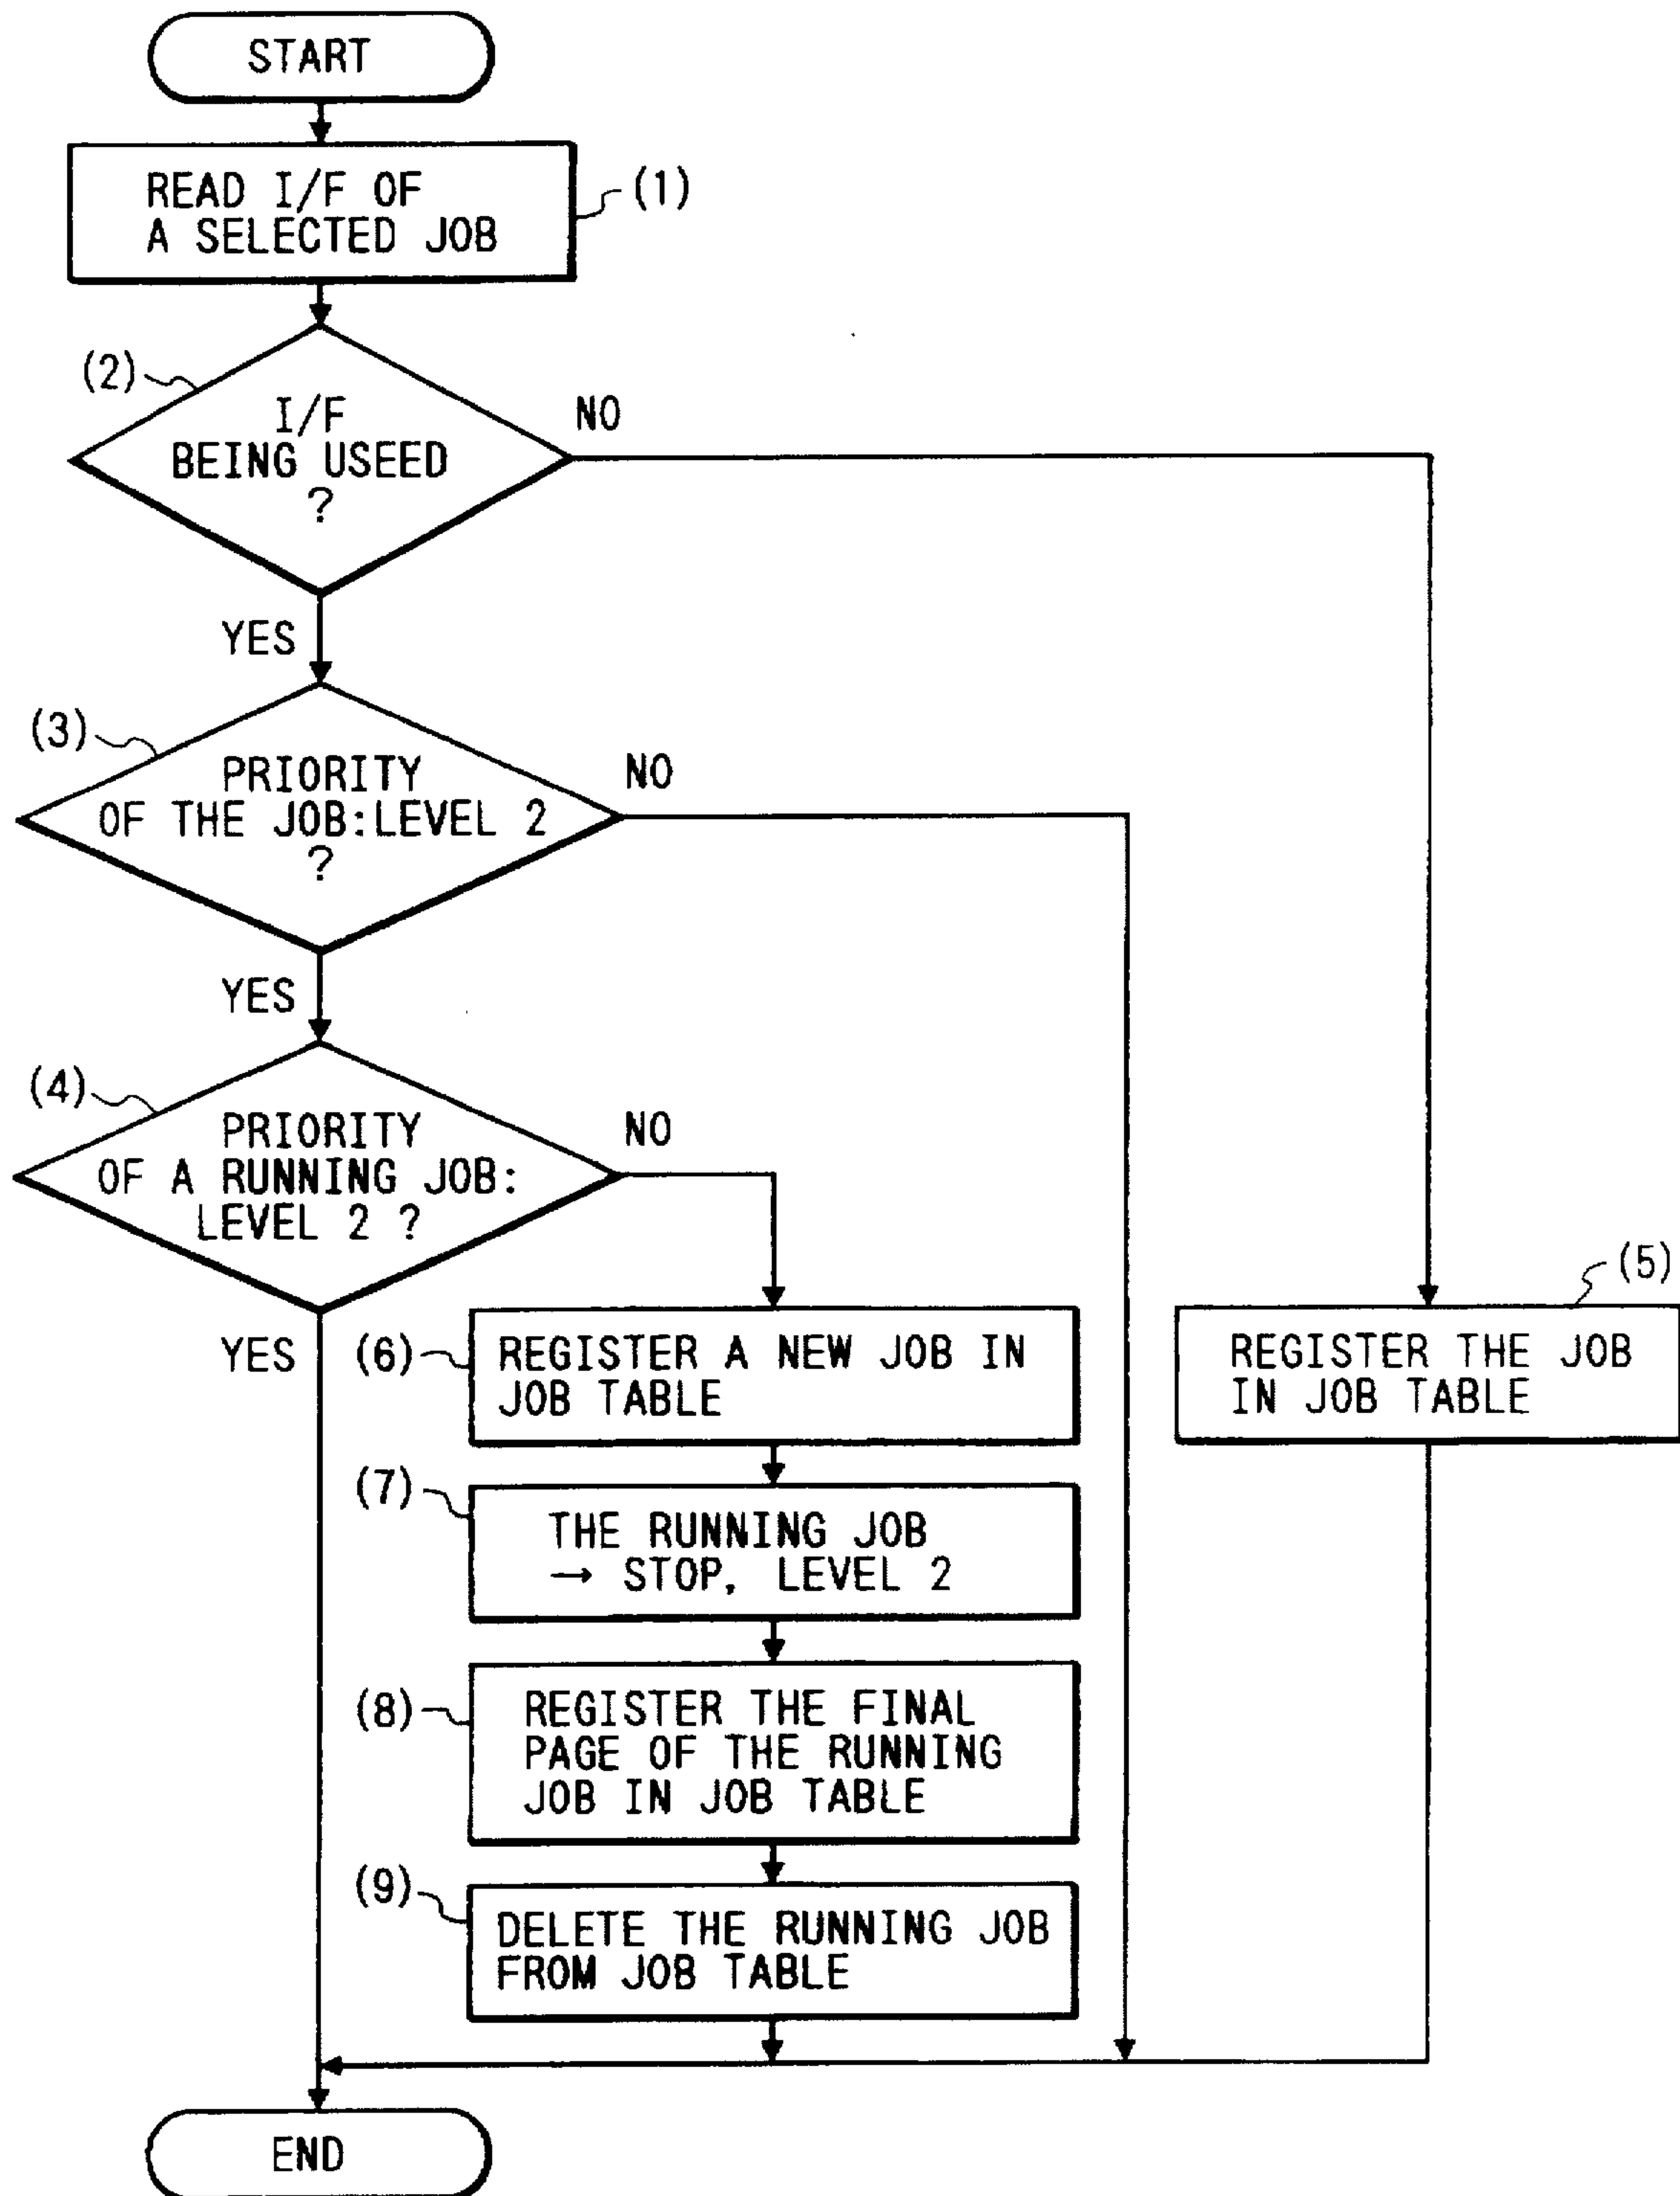 START
READ I/F OF
A SELECTED JOB
(1)
(2)
I/F
BEING USEED
?
NO
YES
(3)
PRIORITY
OF THE JOB:LEVEL 2
?
NO
YES
(4)
PRIORITY
OF A RUNNING JOB:
LEVEL 2 ?
NO
YES
(5)
REGISTER THE JOB
IN JOB TABLE
(6)
REGISTER A NEW JOB IN
JOB TABLE
(7)
THE RUNNING JOB
→ STOP, LEVEL 2
(8)
REGISTER THE FINAL
PAGE OF THE RUNNING
JOB IN JOB TABLE
(9)
DELETE THE RUNNING JOB
FROM JOB TABLE
END